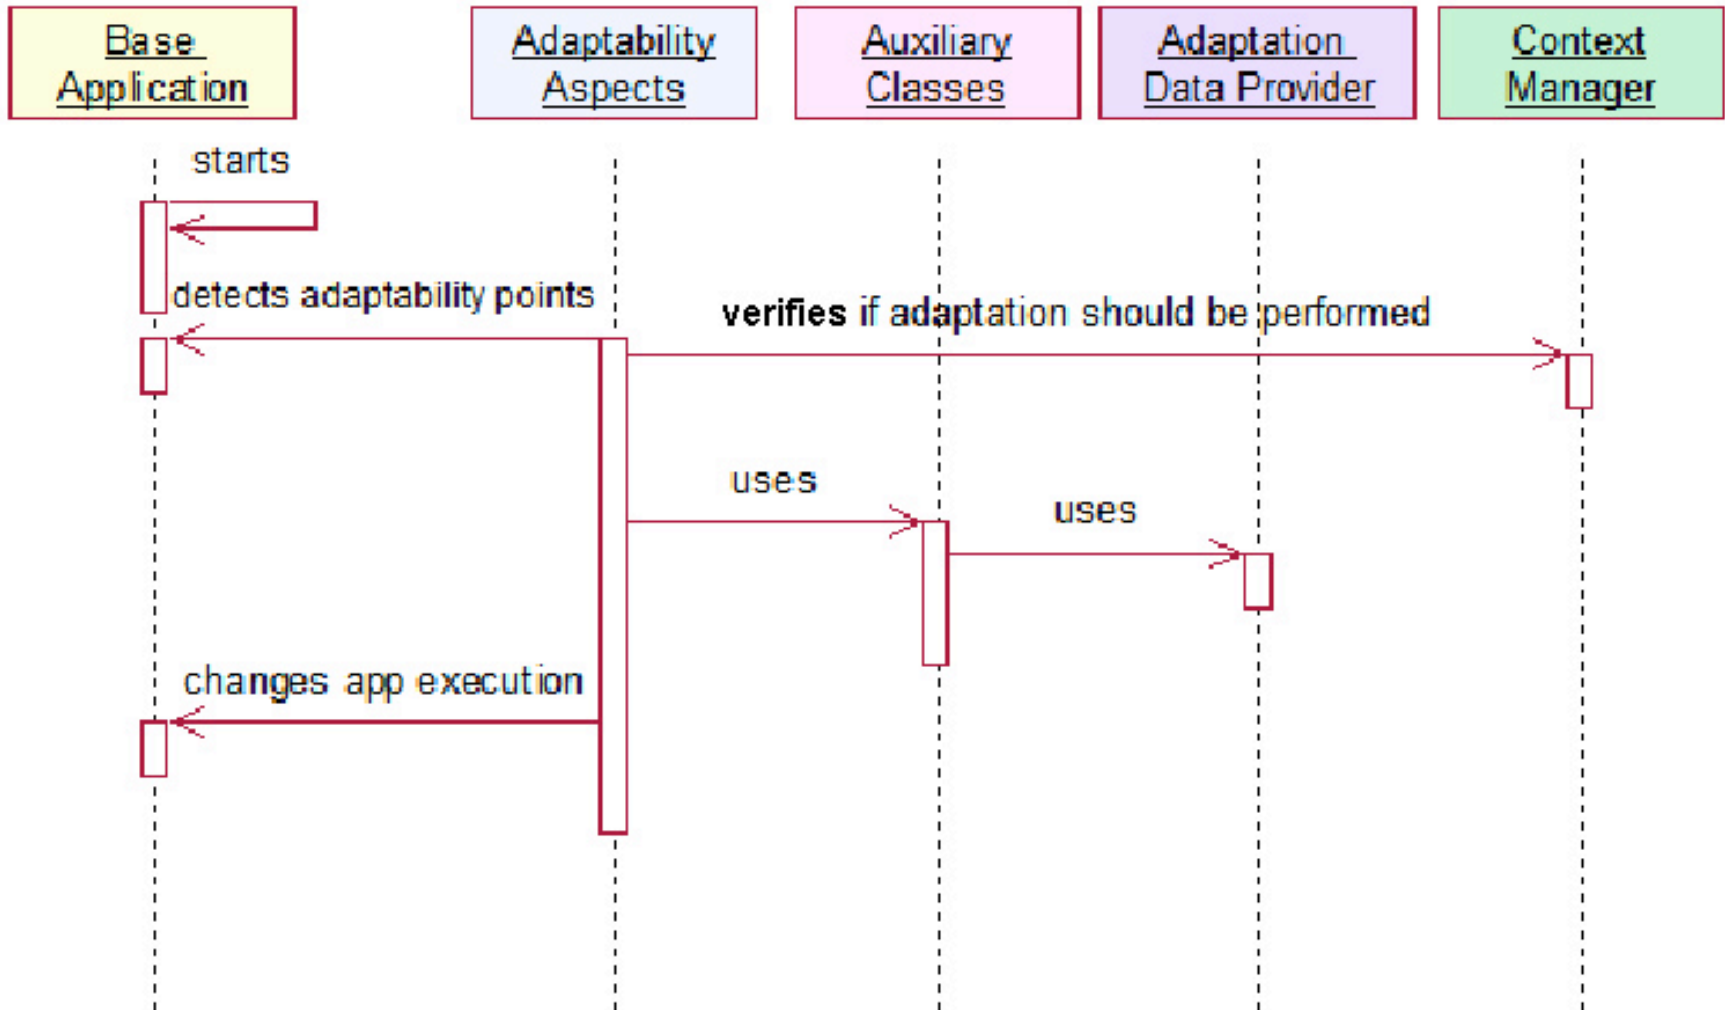 Base
Application
Adaptability
Aspects
Auxiliary
Classes
Adaptation
Data Provider
Context
Manager
starts
detects adaptability points
verifies if adaptation should be performed
uses
uses
changes app execution